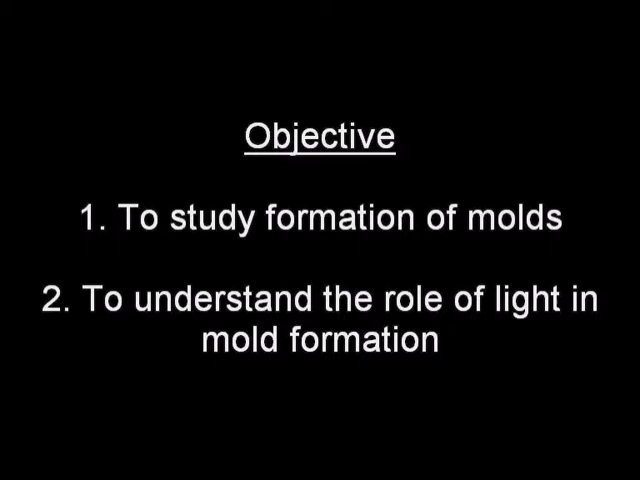 Objective
1. To study formation of molds
2. To understand the role of light in
mold formation